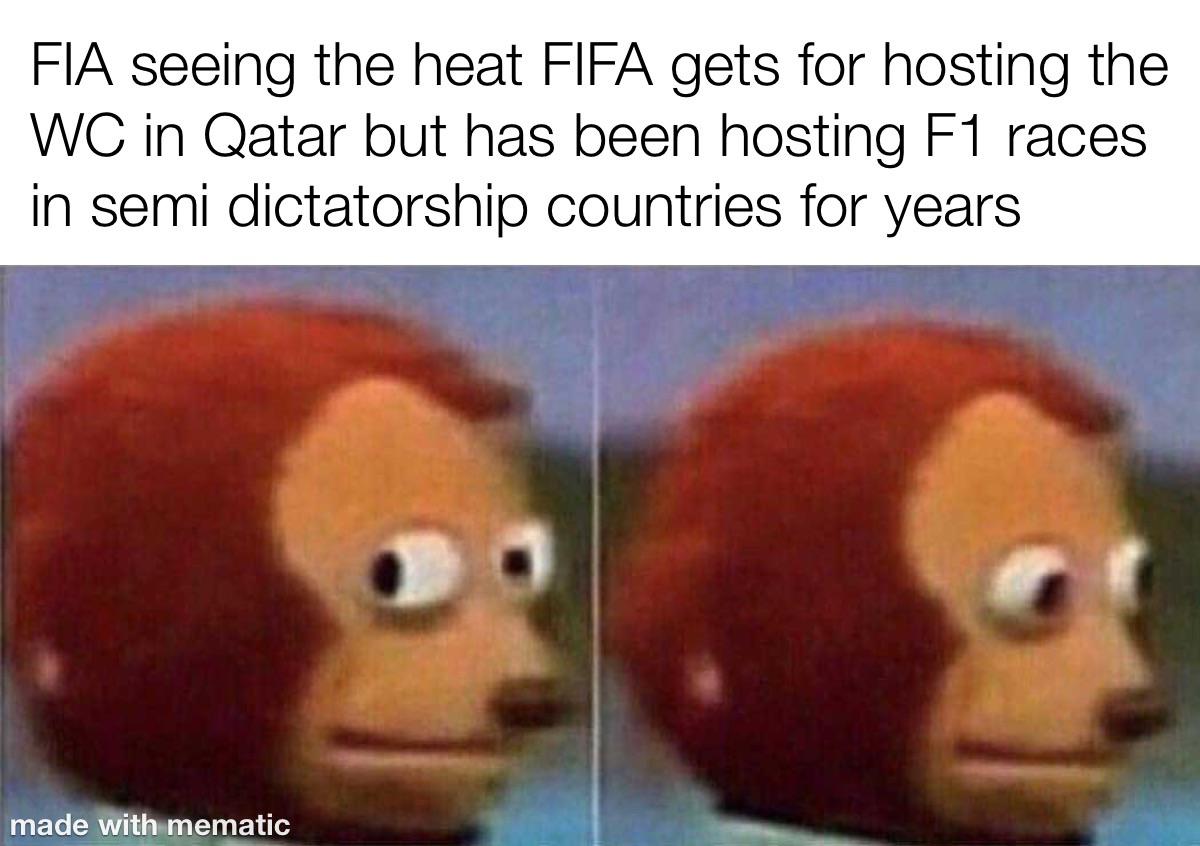 FIA seeing the heat FIFA gets for hosting the
WC in Qatar but has been hosting F1 races
in semi dictatorship countries for years
made with mematic